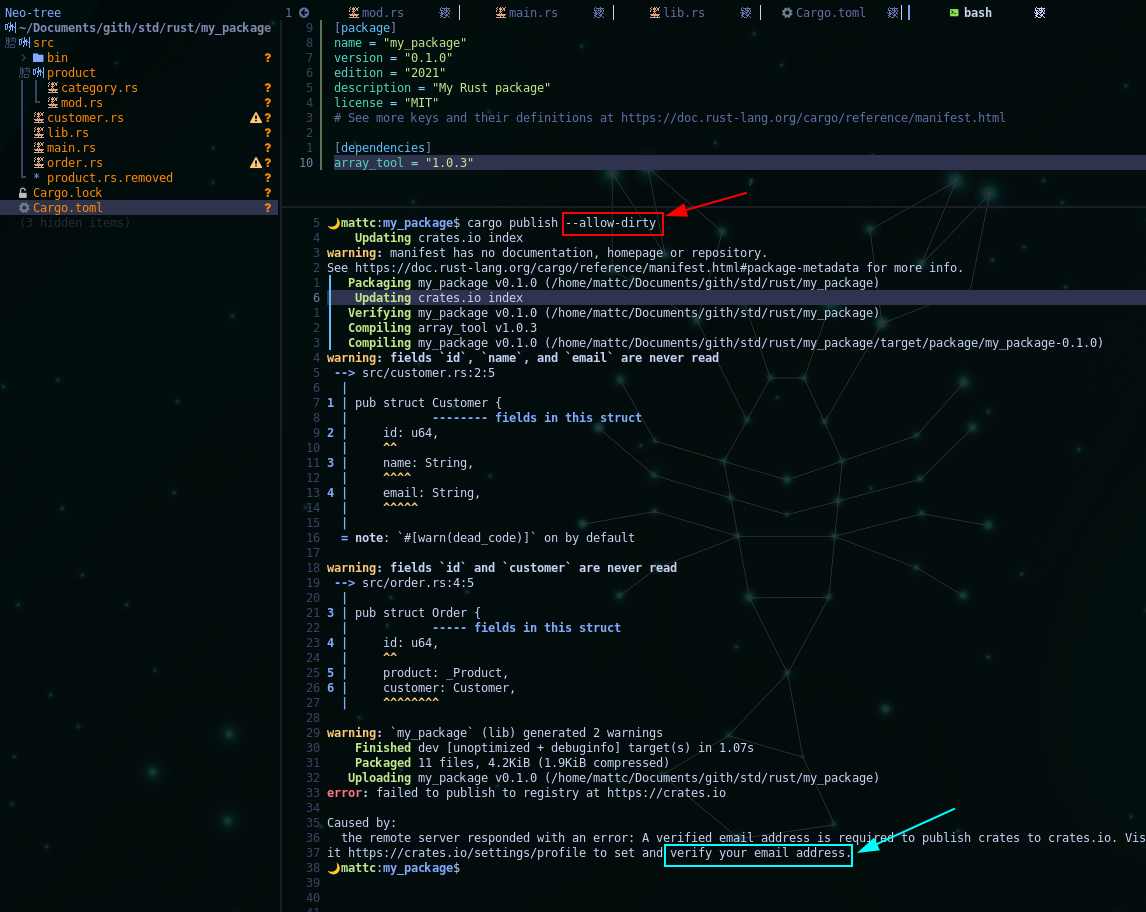 Neo-tree
~/Documents/gith/std/rust/my_package
src
bin ?
product
category.rs ?
mod.rs ?
customer.rs ?
lib.rs ?
main.rs ?
order.rs ?
* product.rs.removed ?
Cargo.lock ?
Cargo.toml ?
(3 hidden items)
1 mod.rs main.rs lib.rs Cargo.toml bash
9 [package]
8 name = "my_package"
7 version = "0.1.0"
6 edition = "2021"
5 description = "My Rust package"
4 license = "MIT"
3 # See more keys and their definitions at https://doc.rust-lang.org/cargo/reference/manifest.html
2
1 [dependencies]
10 array_tool = "1.0.3"
5 🌙mattc:my_package$ cargo publish --allow-dirty
4 Updating crates.io index
3 warning: manifest has no documentation, homepage or repository.
2 See https://doc.rust-lang.org/cargo/reference/manifest.html#package-metadata for more info.
1 Packaging my_package v0.1.0 (/home/mattc/Documents/gith/std/rust/my_package)
6 Updating crates.io index
1 Verifying my_package v0.1.0 (/home/mattc/Documents/gith/std/rust/my_package)
2 Compiling array_tool v1.0.3
3 Compiling my_package v0.1.0 (/home/mattc/Documents/gith/std/rust/my_package/target/package/my_package-0.1.0)
4 warning: fields `id`, `name`, and `email` are never read
5 --> src/customer.rs:2:5
6 |
7 1 | pub struct Customer {
8 | -------- fields in this struct
9 2 | id: u64,
10 | ^^
11 3 | name: String,
12 | ^^^^
13 4 | email: String,
14 | ^^^^^
15 |
16 = note: `#[warn(dead_code)]` on by default
17
18 warning: fields `id` and `customer` are never read
19 --> src/order.rs:4:5
20 |
21 3 | pub struct Order {
22 | ----- fields in this struct
23 4 | id: u64,
24 | ^^
25 5 | product: _Product,
26 6 | customer: Customer,
27 | ^^^^^^^^
28
29 warning: `my_package` (lib) generated 2 warnings
30 Finished dev [unoptimized + debuginfo] target(s) in 1.07s
31 Packaged 11 files, 4.2KiB (1.9KiB compressed)
32 Uploading my_package v0.1.0 (/home/mattc/Documents/gith/std/rust/my_package)
33 error: failed to publish to registry at https://crates.io
34
35 Caused by:
36 the remote server responded with an error: A verified email address is required to publish crates to crates.io. Vis
37 it https://crates.io/settings/profile to set and verify your email address.
38 🌙mattc:my_package$
39
40
41